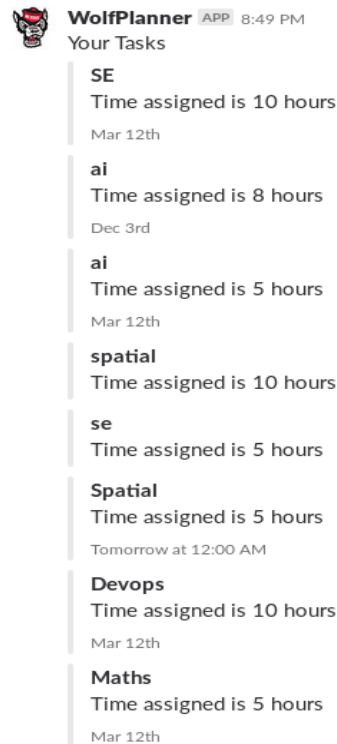 WolfPlanner APP 8:49 PM
Your Tasks
SE
Time assigned is 10 hours
Mar 12th
ai
Time assigned is 8 hours
Dec 3rd
ai
Time assigned is 5 hours
Mar 12th
spatial
Time assigned is 10 hours
se
Time assigned is 5 hours
Spatial
Time assigned is 5 hours
Tomorrow at 12:00 AM
Devops
Time assigned is 10 hours
Mar 12th
Maths
Time assigned is 5 hours
Mar 12th